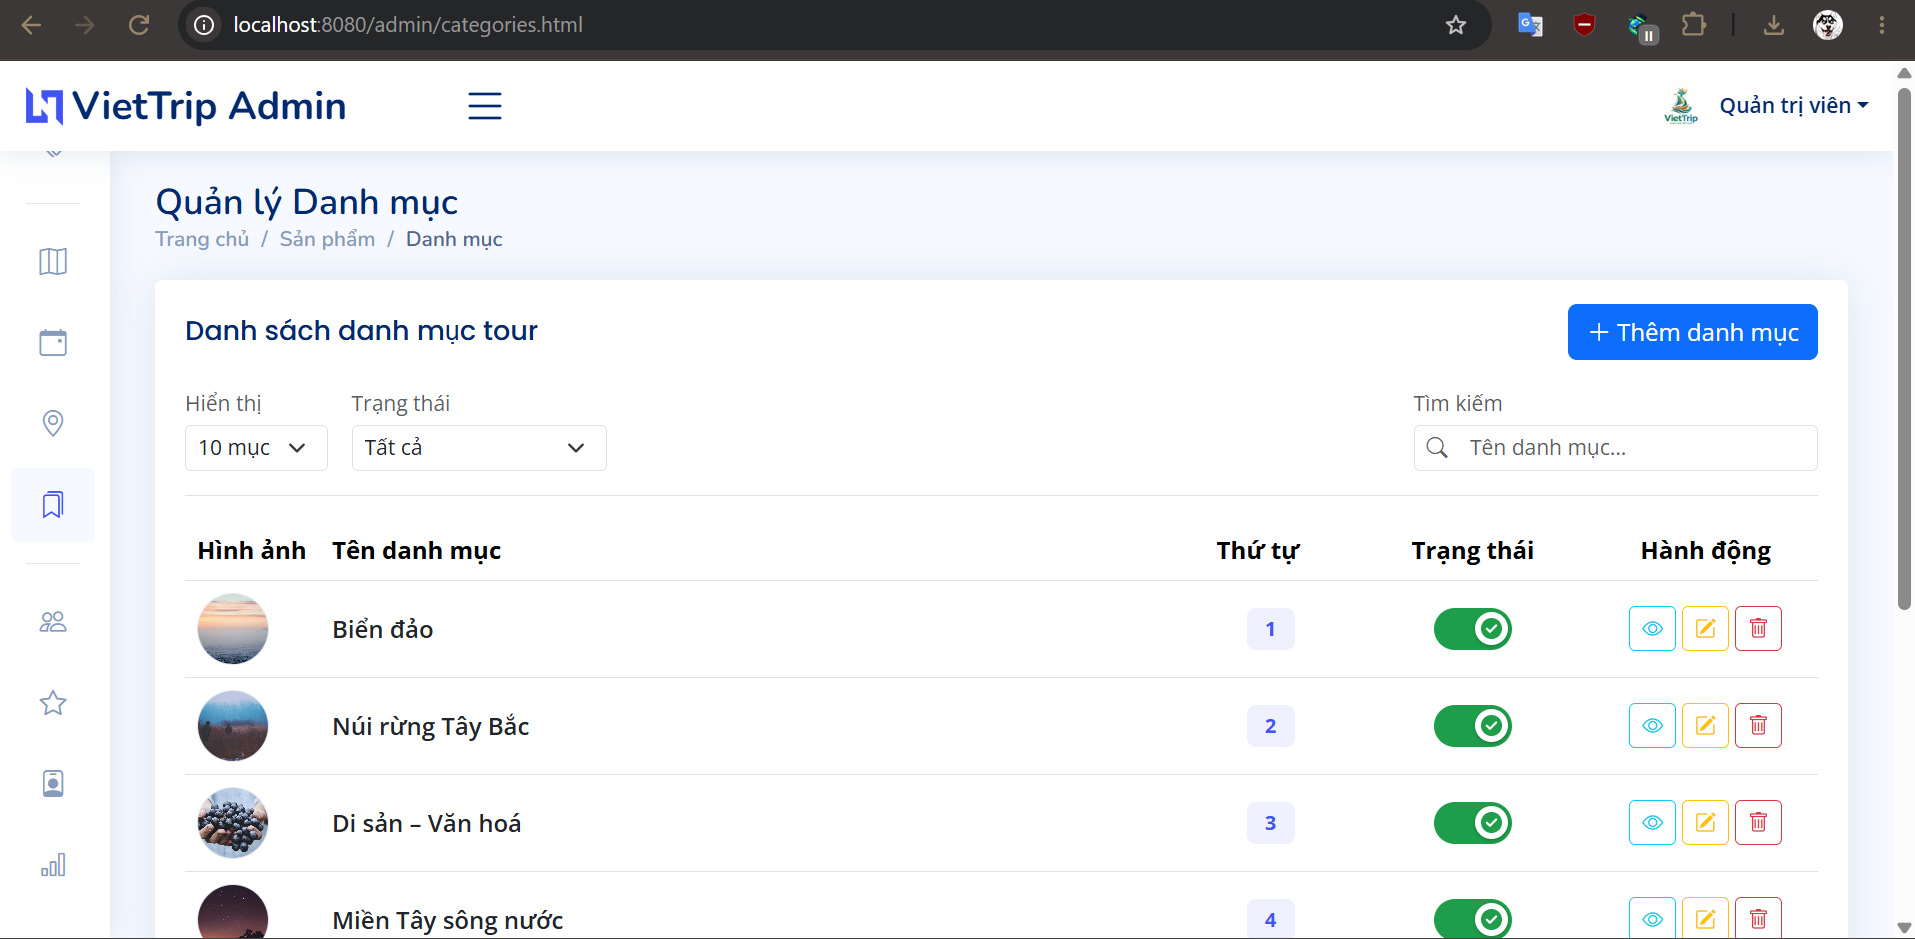 localhost:8080/admin/categories.html
VietTrip Admin
VietTrip
Quản trị viên
Quản lý Danh mục
Trang chủ / Sản phẩm / Danh mục
Danh sách danh mục tour
+ Thêm danh mục
Hiển thị
Trạng thái
Tìm kiếm
10 mục
Tất cả
Tên danh mục...
Hình ảnh Tên danh mục Thứ tự Trạng thái Hành động
Biển đảo 1
Núi rừng Tây Bắc 2
Di sản – Văn hoá 3
Miền Tây sông nước 4